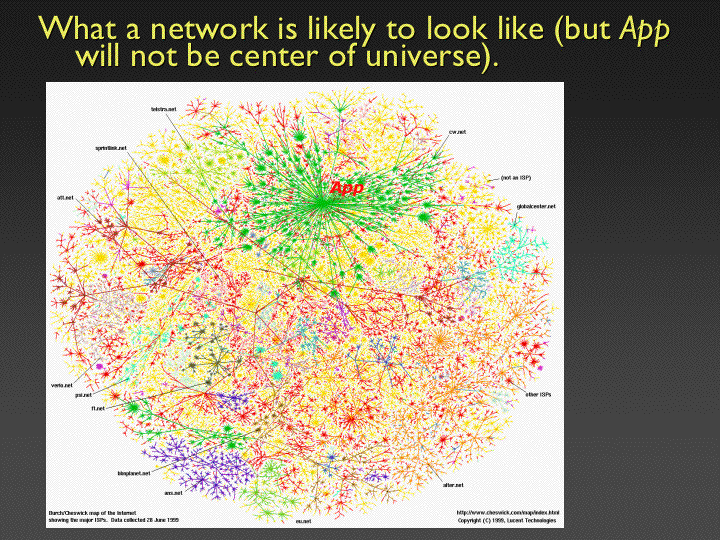 What a network is likely to look like (but App
will not be center of universe).
telstra.net
cw.net
sprintlink.net
(not an ISP)
att.net
globalcenter.net
App
verio.net
psi.net
other ISPs
f1.net
bbnplanet.net
alter.net
ans.net
Burch/Cheswick map of the Internet
showing the major ISPs. Data collected 28 June 1999
eu.net
http://www.cheswick.com/map/index.html
Copyright (C) 1999, Lucent Technologies